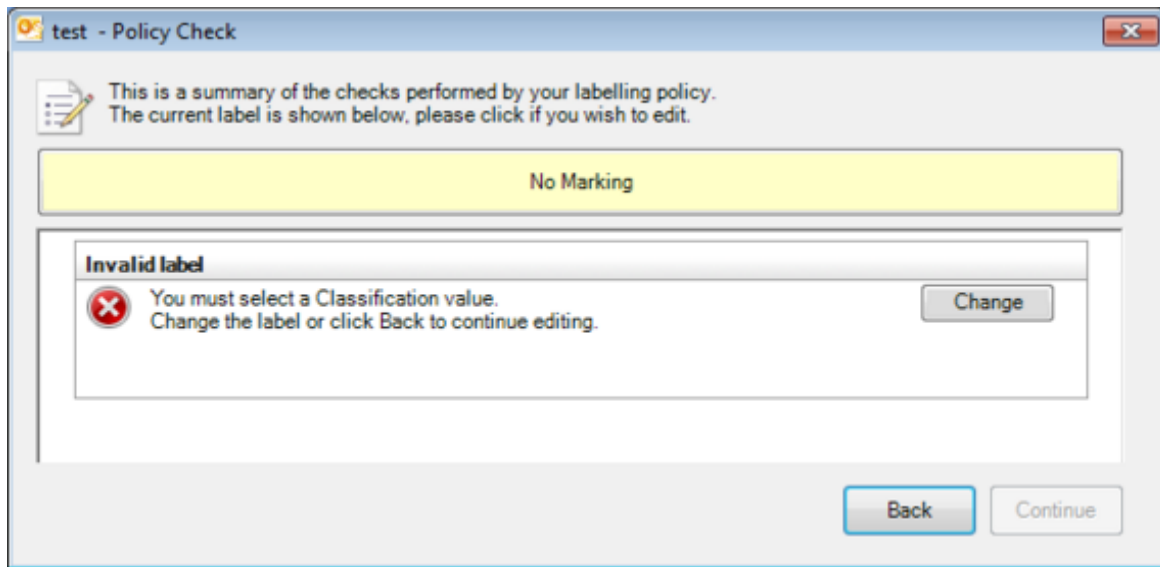 test - Policy Check
This is a summary of the checks performed by your labelling policy.
The current label is shown below, please click if you wish to edit.
No Marking
Invalid label
You must select a Classification value.
Change the label or click Back to continue editing.
Change
Back
Continue